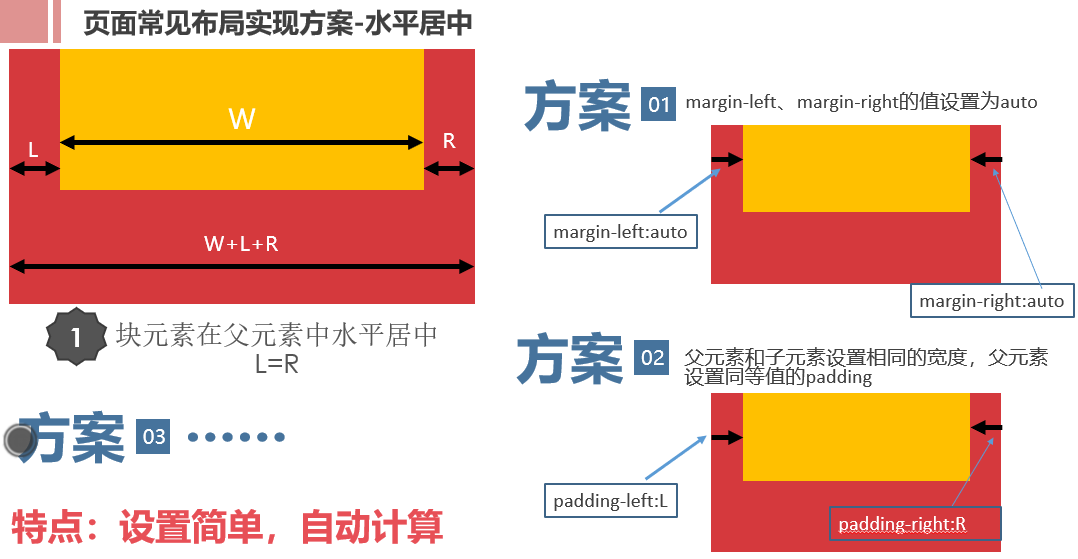 页面常见布局实现方案-水平居中
W
L
R
W+L+R
1
块元素在父元素中水平居中
L=R
方案 01
margin-left、margin-right的值设置为auto
margin-left:auto
margin-right:auto
方案 02
父元素和子元素设置相同的宽度，父元素
设置同等值的padding
padding-left:L
padding-right:R
方案 03 ······
特点：设置简单，自动计算